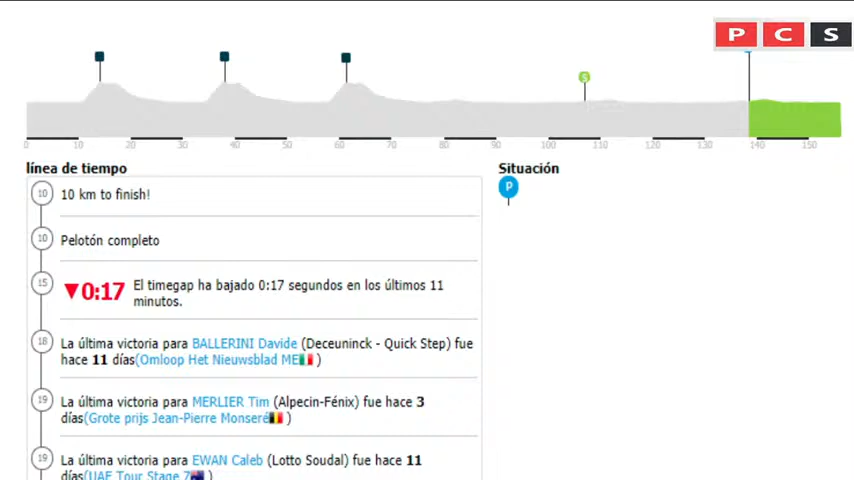 P C S
S
0 10 20 30 40 50 60 70 80 90 100 110 120 130 140 150
línea de tiempo
Situación
P
10 10 km to finish!
10 Pelotón completo
15 ▼0:17 El timegap ha bajado 0:17 segundos en los últimos 11
minutos.
18 La última victoria para BALLERINI Davide (Deceuninck - Quick Step) fue
hace 11 días(Omloop Het Nieuwsblad ME )
19 La última victoria para MERLIER Tim (Alpecin-Fénix) fue hace 3
días(Grote prijs Jean-Pierre Monseré )
19 La última victoria para EWAN Caleb (Lotto Soudal) fue hace 11
días(UAE Tour Stage 7 )